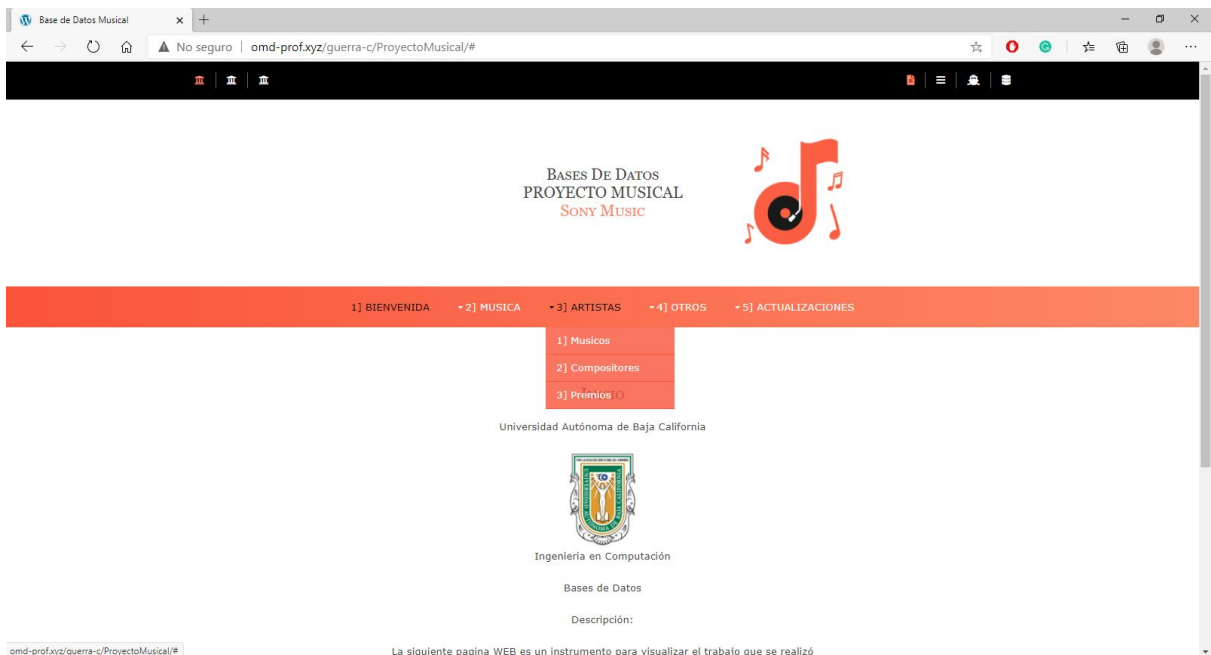 Base de Datos Musical
No seguro
omd-prof.xyz/guerra-c/ProyectoMusical/#
Bases De Datos
PROYECTO MUSICAL
Sony Music
1] BIENVENIDA
2] MUSICA
3] ARTISTAS
4] OTROS
5] ACTUALIZACIONES
1] Musicos
2] Compositores
3] Premios
Inicio
Universidad Autónoma de Baja California
Ingenieria en Computación
Bases de Datos
Descripción:
La siguiente pagina WEB es un instrumento para visualizar el trabajo que se realizó
omd-prof.xyz/guerra-c/ProyectoMusical/#